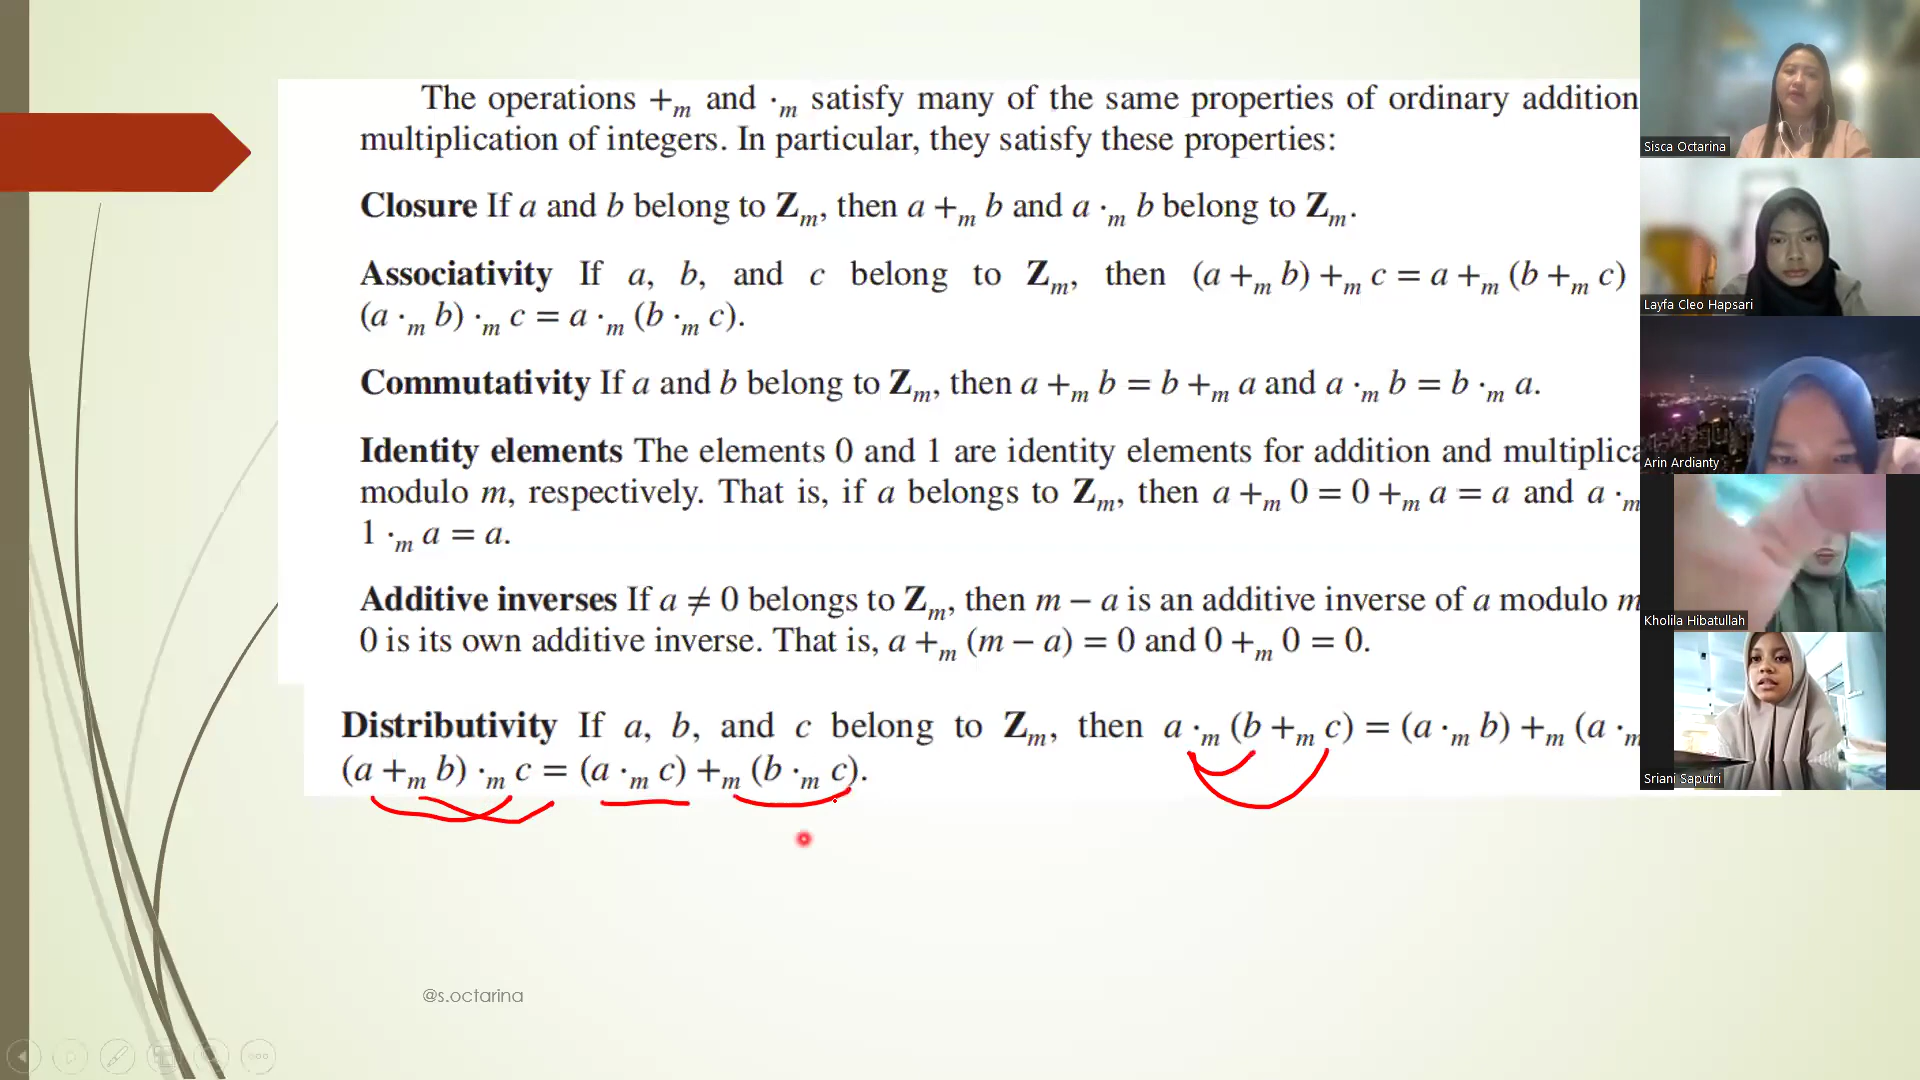 The operations +ₘ and ·ₘ satisfy many of the same properties of ordinary addition
multiplication of integers. In particular, they satisfy these properties:
Closure If a and b belong to Zₘ, then a +ₘ b and a ·ₘ b belong to Zₘ.
Associativity If a, b, and c belong to Zₘ, then (a +ₘ b) +ₘ c = a +ₘ (b +ₘ c)
(a ·ₘ b) ·ₘ c = a ·ₘ (b ·ₘ c).
Commutativity If a and b belong to Zₘ, then a +ₘ b = b +ₘ a and a ·ₘ b = b ·ₘ a.
Identity elements The elements 0 and 1 are identity elements for addition and multiplica
modulo m, respectively. That is, if a belongs to Zₘ, then a +ₘ 0 = 0 +ₘ a = a and a ·ₘ
1 ·ₘ a = a.
Additive inverses If a ≠ 0 belongs to Zₘ, then m − a is an additive inverse of a modulo m
0 is its own additive inverse. That is, a +ₘ (m − a) = 0 and 0 +ₘ 0 = 0.
Distributivity If a, b, and c belong to Zₘ, then a ·ₘ (b +ₘ c) = (a ·ₘ b) +ₘ (a ·ₘ
(a +ₘ b) ·ₘ c = (a ·ₘ c) +ₘ (b ·ₘ c).
@s.octarina
Sisca Octarina
Layfa Cleo Hapsari
Arin Ardianty
Kholila Hibatullah
Sriani Saputri